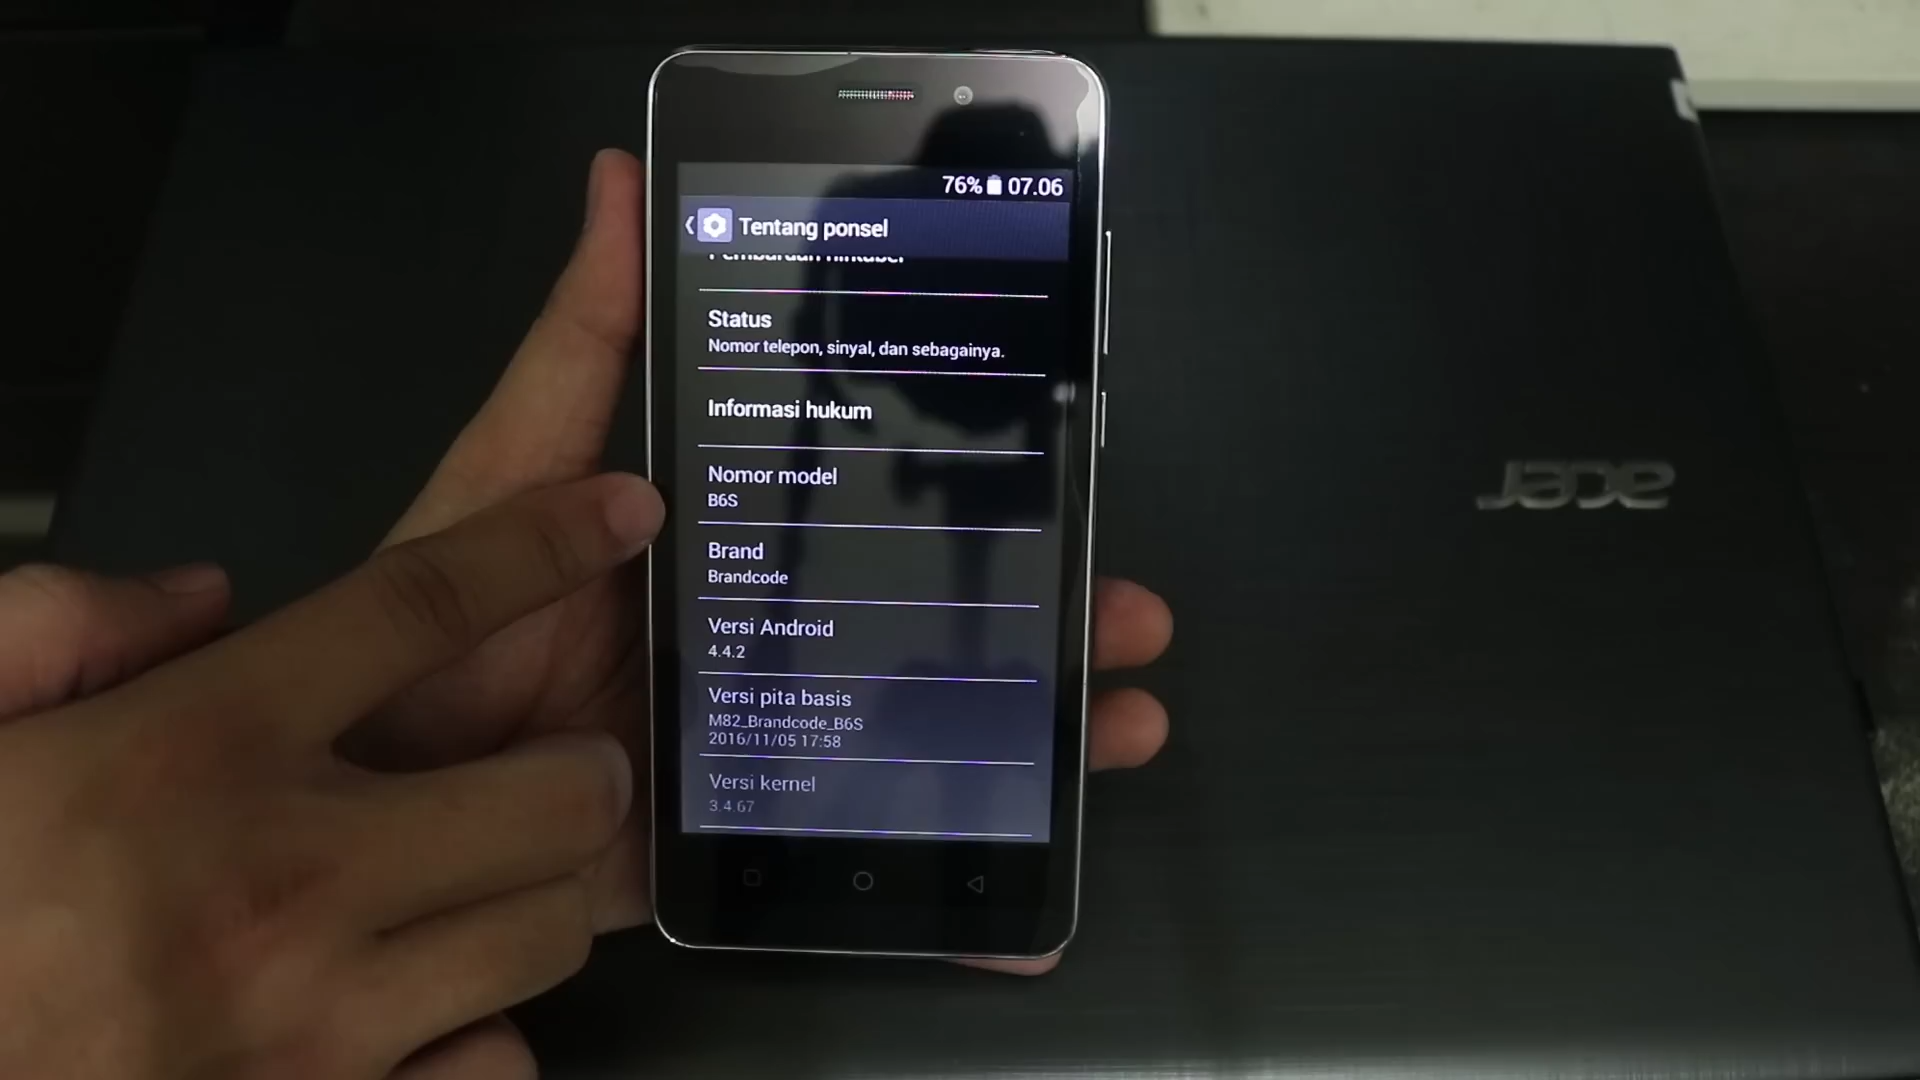 76% 07.06
Tentang ponsel
Pembaruan nirkabel
Status
Nomor telepon, sinyal, dan sebagainya.
Informasi hukum
Nomor model
B6S
Brand
Brandcode
Versi Android
4.4.2
Versi pita basis
M82_Brandcode_B6S
2016/11/05 17:58
Versi kernel
3.4.67
acer